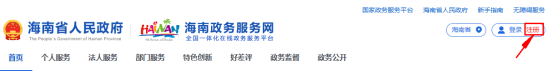 国家政务服务平台 海南省人民政府 新手指南 无障碍服务
海南省人民政府 海南政务服务网
The People's Government of Hainan Province HAINAN 全国一体化在线政务服务平台
海南省 登录 注册
首页 个人服务 法人服务 部门服务 特色创新 好差评 政务监督 政务公开